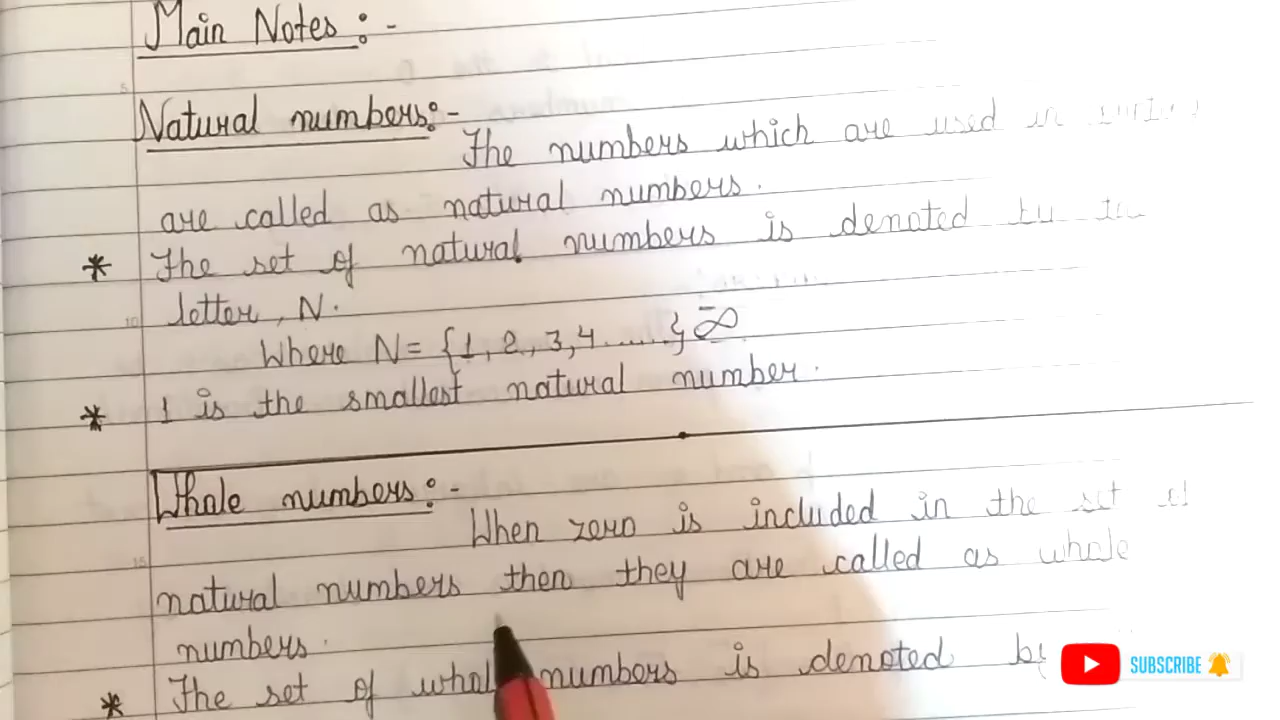 Main Notes : -
Natural numbers:-
The numbers which are used in
are called as natural numbers.
* The set of natural numbers is denoted
letter, N.
Where N = {1, 2, 3, 4 ......} ∞
* 1 is the smallest natural number.
Whole numbers:-
When zero is included in the set of
natural numbers then they are called as whole
numbers.
* The set of whole numbers is denoted by
SUBSCRIBE